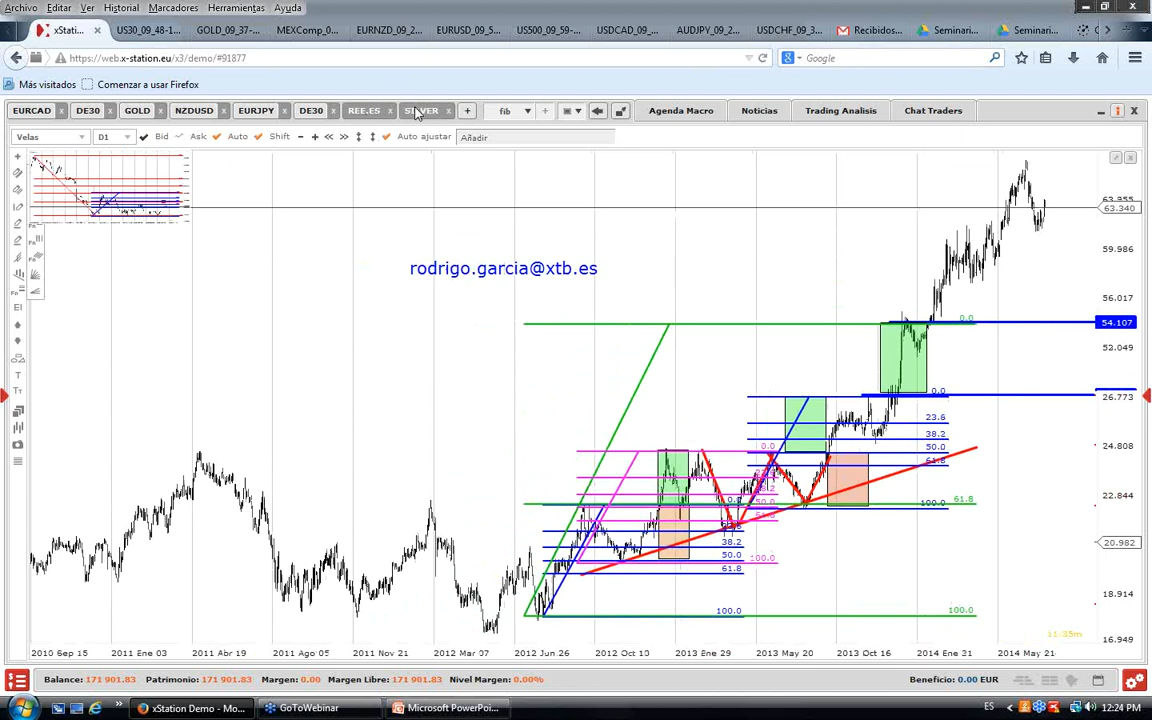 Archivo Editar Ver Historial Marcadores Herramientas Ayuda
xStati... × US30_09_48-1... GOLD_09_37-... MEXComp_0... EURNZD_09_2... EURUSD_09_5... US500_09_59-... USDCAD_09_... AUDJPY_09_2... USDCHF_09_3... Recibidos... Seminari... Seminari...
https://web.x-station.eu/x3/demo/#91877 Google
Más visitados Comenzar a usar Firefox
EURCAD x DE30 x GOLD x NZDUSD x EURJPY x DE30 x REE.ES x SILVER x + fib + Agenda Macro Noticias Trading Analysis Chat Traders
Velas D1 Bid Ask Auto Shift Auto ajustar Añadir
63.340
59.986
rodrigo.garcia@xtb.es
56.017
0.0
54.107
52.049
0.0
26.773
23.6
38.2
24.808
0.0
50.0
61.8
22.844
61.8
100.0
38.2
50.0
20.982
100.0
61.8
18.914
100.0
100.0
11:35m
16.949
2010 Sep 15 2011 Ene 03 2011 Abr 19 2011 Ago 05 2011 Nov 21 2012 Mar 07 2012 Jun 26 2012 Oct 10 2013 Ene 29 2013 May 20 2013 Oct 16 2014 Ene 31 2014 May 21
Balance: 171 901.83 Patrimonio: 171 901.83 Margen: 0.00 Margen Libre: 171 901.83 Nivel Margen: 0.00% Beneficio: 0.00 EUR
xStation Demo - Mo... GoToWebinar Microsoft PowerPoi... ES 12:24 PM